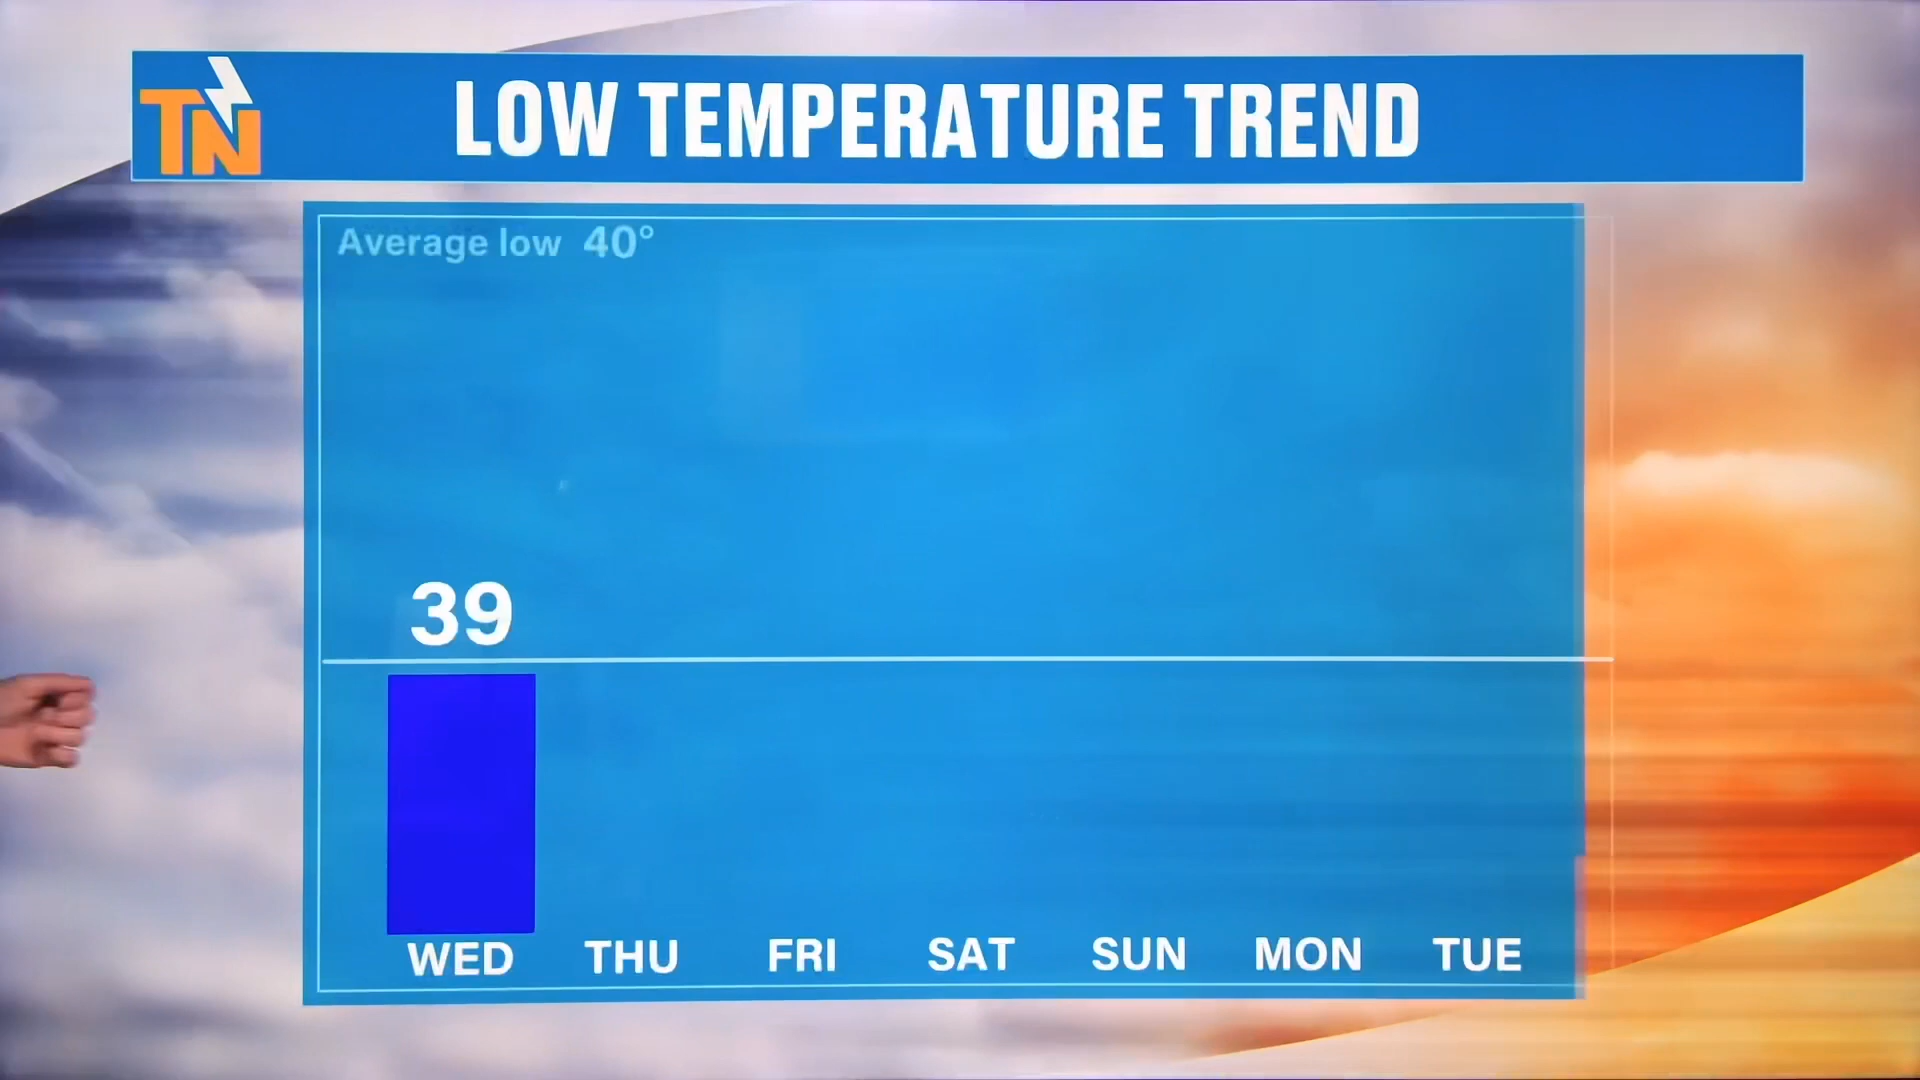 TN
LOW TEMPERATURE TREND
Average low 40°
39
WED THU FRI SAT SUN MON TUE